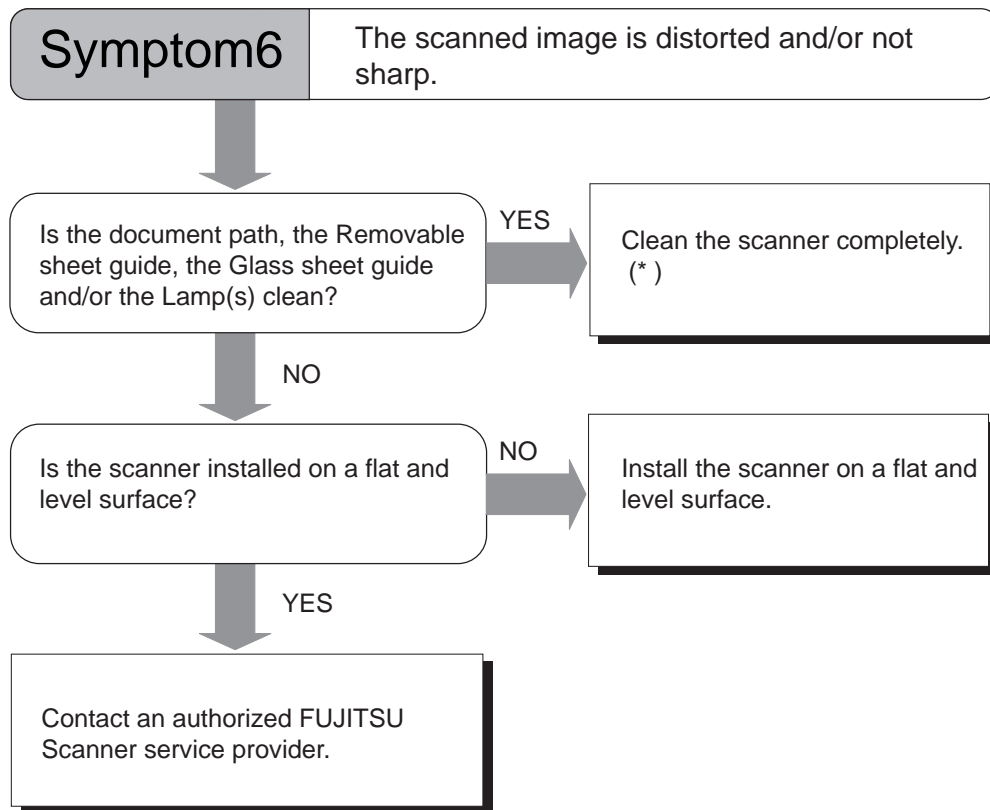 Symptom6
The scanned image is distorted and/or not
sharp.
Is the document path, the Removable
sheet guide, the Glass sheet guide
and/or the Lamp(s) clean?
YES
Clean the scanner completely.
(* )
NO
Is the scanner installed on a flat and
level surface?
NO
Install the scanner on a flat and
level surface.
YES
Contact an authorized FUJITSU
Scanner service provider.